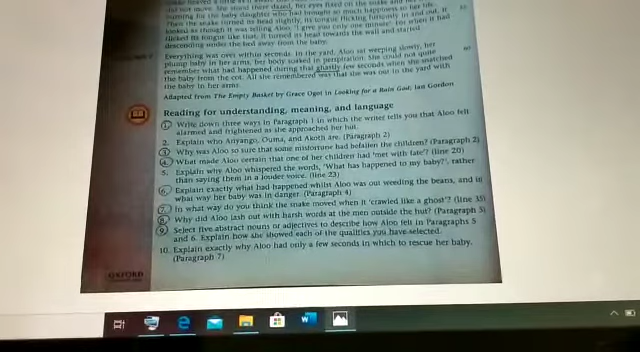 did not move. She stood there dazed, her eyes fixed on the snake and
burning for the baby daughter who had brought so much happiness to her life.
Then the snake turned its head slightly, its tongue flicking furiously in and out. It
looked as though it was telling Aloo, 'I give you only one minute'.
flicked its tongue like that, it turned its head towards the wall and started
descending under the bed away from the baby.
Everything was over within seconds. In the yard, Aloo sat weeping slowly, her
plump baby in her arms, her body soaked in perspiration. She could not quite
remember what had happened during that ghastly few seconds when she snatched
the baby from the cot. All she remembered was that she was out in the yard with
the baby in her arms.
Adapted from The Empty Basket by Grace Ogot in Looking for a Rain God, Ian Gordon
Reading for understanding, meaning, and language
1. Write down three ways in Paragraph 1 in which the writer tells you that Aloo felt
alarmed and frightened as she approached her hut.
2. Explain who Anyango, Ouma, and Akoth are. (Paragraph 2)
3. Why was Aloo so sure that some misfortune had befallen the children? (Paragraph 2)
4. What made Aloo certain that one of her children had 'met with fate'? (line 20)
5. Explain why Aloo whispered the words, 'What has happened to my baby?', rather
than saying them in a louder voice. (line 23)
6. Explain exactly what had happened whilst Aloo was out weeding the beans, and in
what way her baby was in danger. (Paragraph 4)
7. In what way do you think the snake moved when it 'crawled like a ghost'? (line 35)
8. Why did Aloo lash out with harsh words at the men outside the hut? (Paragraph 5)
9. Select five abstract nouns or adjectives to describe how Aloo felt in Paragraphs 5
and 6. Explain how she showed each of the qualities you have selected.
10. Explain exactly why Aloo had only a few seconds in which to rescue her baby.
(Paragraph 7)
OXFORD